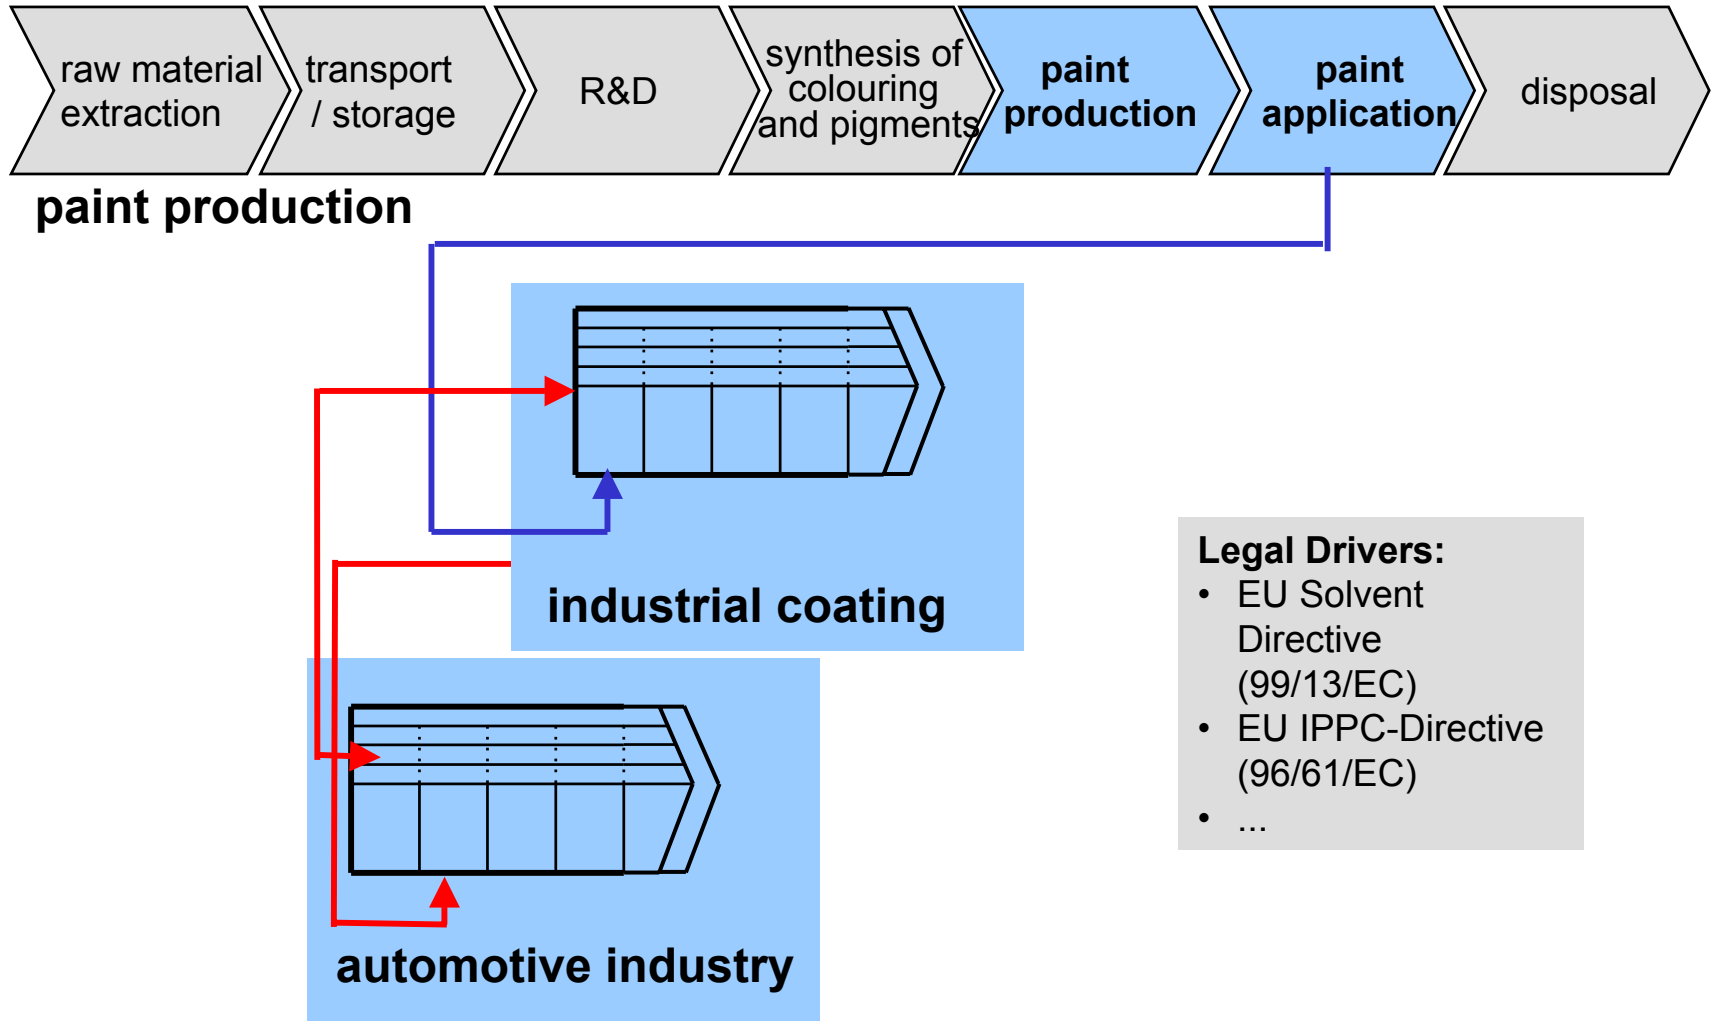 raw material
extraction
transport
/ storage
R&D
synthesis of
colouring
and pigments
paint
production
paint
application
disposal
paint production
industrial coating
Legal Drivers:
• EU Solvent
Directive
(99/13/EC)
• EU IPPC-Directive
(96/61/EC)
• ...
automotive industry